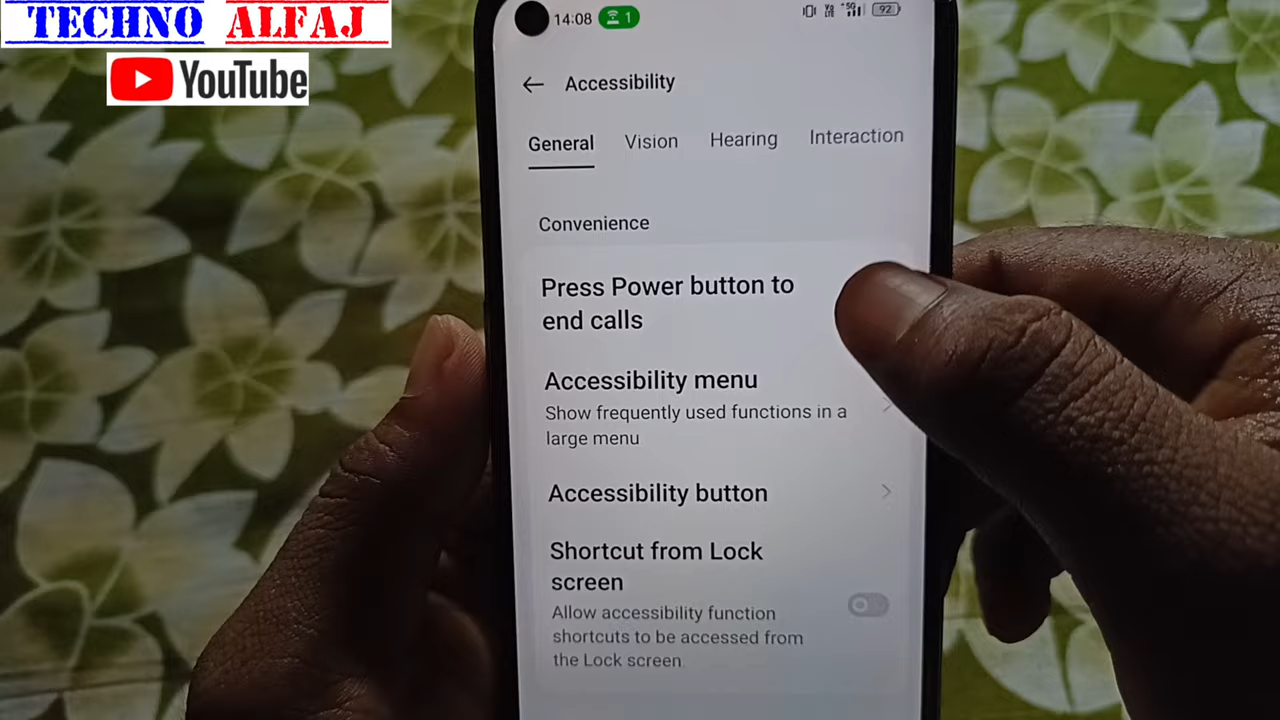 TECHNO ALFAJ
YouTube
14:08
1
92
Accessibility
General Vision Hearing Interaction
Convenience
Press Power button to
end calls
Accessibility menu
Show frequently used functions in a
large menu
Accessibility button
Shortcut from Lock
screen
Allow accessibility function
shortcuts to be accessed from
the Lock screen.